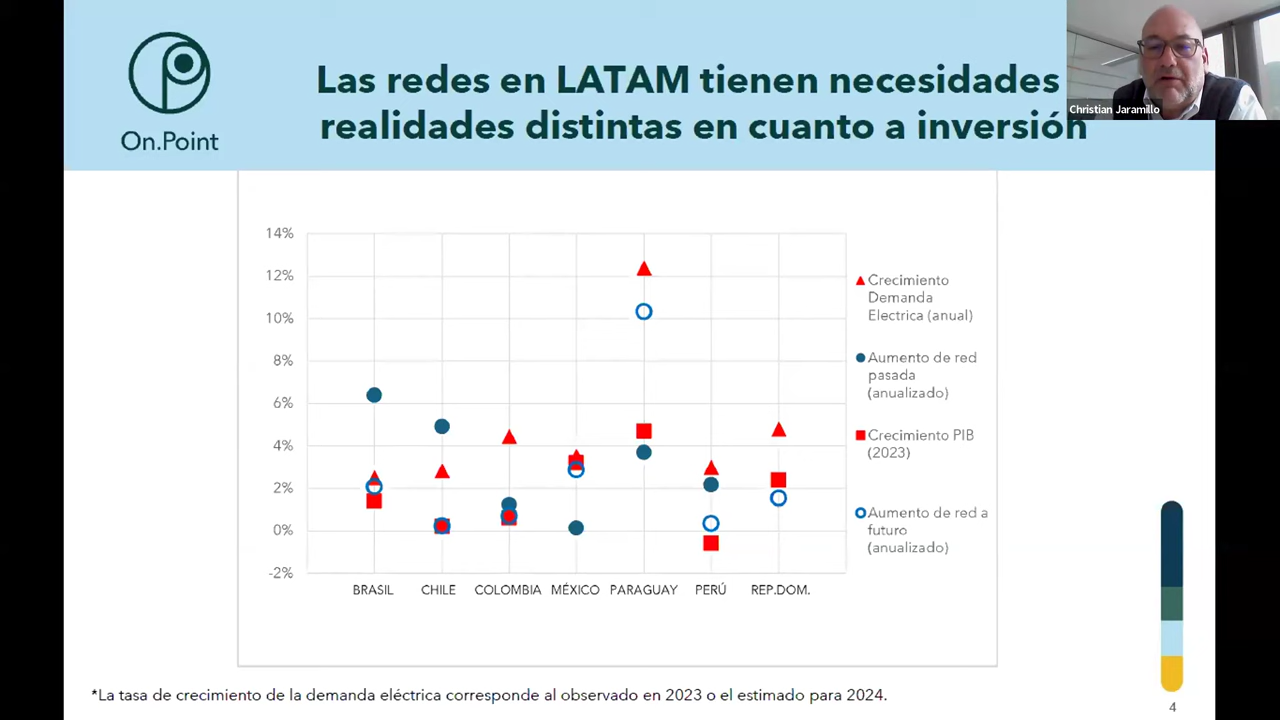 On.Point
Las redes en LATAM tienen necesidades
realidades distintas en cuanto a inversión
Christian Jaramillo
14%
12%
10%
8%
6%
4%
2%
0%
-2%
BRASIL CHILE COLOMBIA MÉXICO PARAGUAY PERÚ REP.DOM.
Crecimiento
Demanda
Electrica (anual)
Aumento de red
pasada
(anualizado)
Crecimiento PIB
(2023)
Aumento de red a
futuro
(anualizado)
*La tasa de crecimiento de la demanda eléctrica corresponde al observado en 2023 o el estimado para 2024.
4